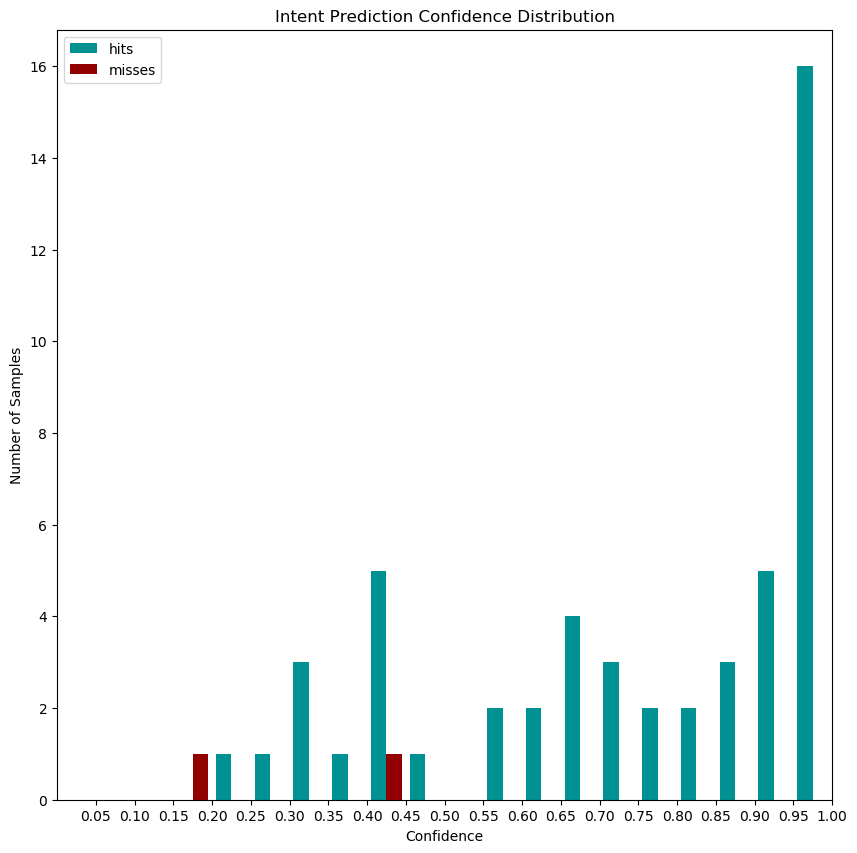 Intent Prediction Confidence Distribution
hits
misses
16
14
12
10
8
6
4
2
0
Number of Samples
0.05 0.10 0.15 0.20 0.25 0.30 0.35 0.40 0.45 0.50 0.55 0.60 0.65 0.70 0.75 0.80 0.85 0.90 0.95 1.00
Confidence